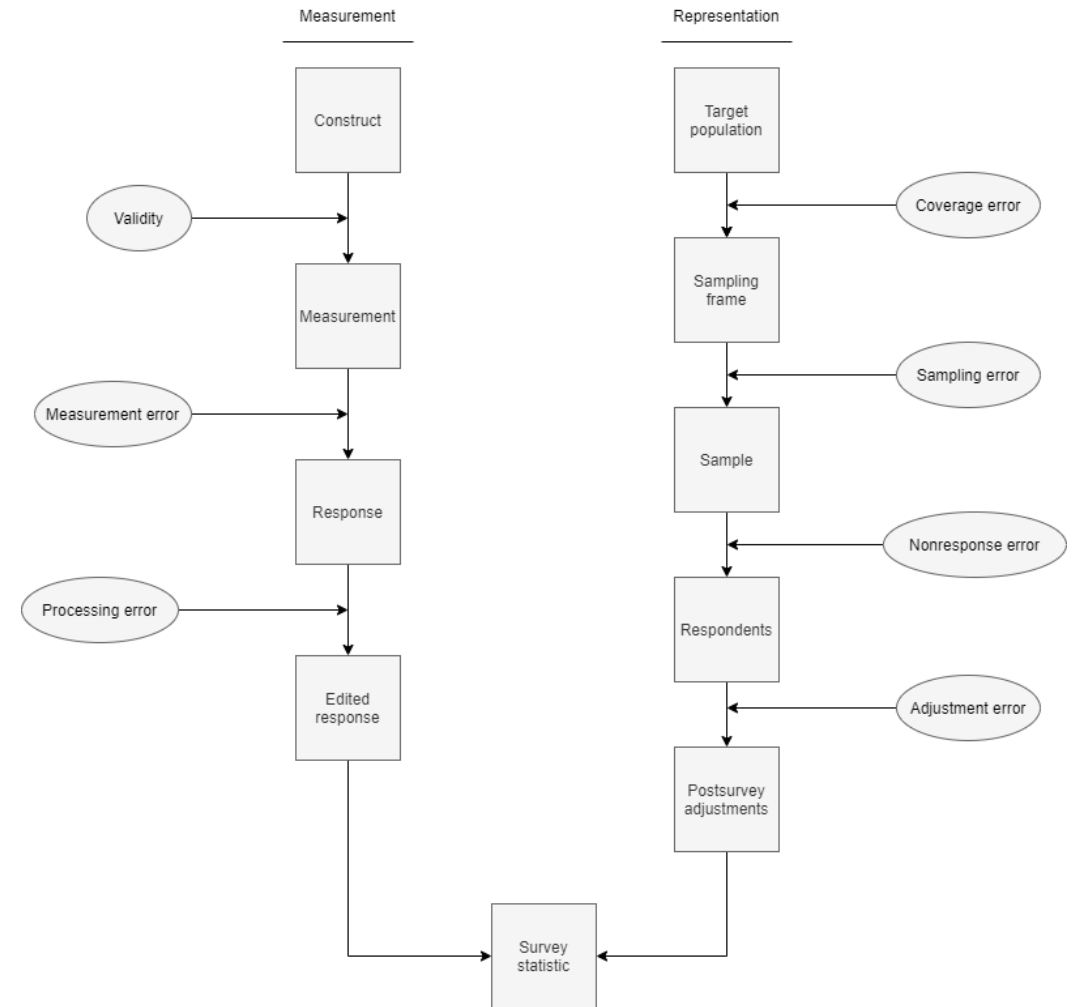 Measurement
Representation
Construct
Target
population
Validity
Coverage error
Measurement
Sampling
frame
Measurement error
Sampling error
Response
Sample
Processing error
Nonresponse error
Edited
response
Respondents
Adjustment error
Postsurvey
adjustments
Survey
statistic